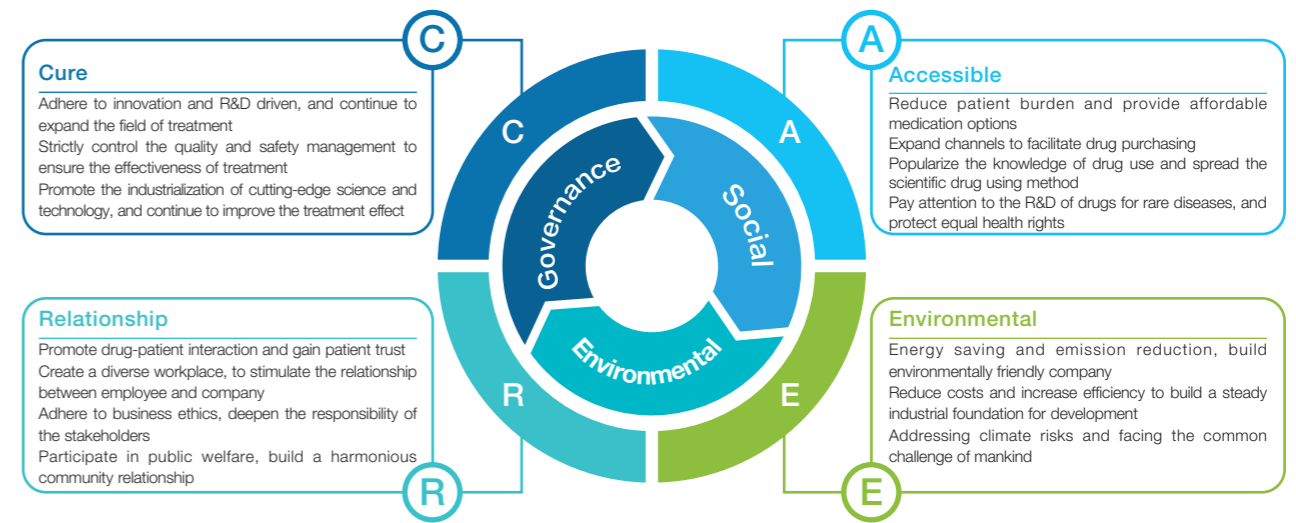 C
Cure
Adhere to innovation and R&D driven, and continue to
expand the field of treatment
Strictly control the quality and safety management to
ensure the effectiveness of treatment
Promote the industrialization of cutting-edge science and
technology, and continue to improve the treatment effect
A
Accessible
Reduce patient burden and provide affordable
medication options
Expand channels to facilitate drug purchasing
Popularize the knowledge of drug use and spread the
scientific drug using method
Pay attention to the R&D of drugs for rare diseases, and
protect equal health rights
C
A
Governance
Social
Environmental
R
E
Relationship
Promote drug-patient interaction and gain patient trust
Create a diverse workplace, to stimulate the relationship
between employee and company
Adhere to business ethics, deepen the responsibility of
the stakeholders
Participate in public welfare, build a harmonious
community relationship
R
Environmental
Energy saving and emission reduction, build
environmentally friendly company
Reduce costs and increase efficiency to build a steady
industrial foundation for development
Addressing climate risks and facing the common
challenge of mankind
E